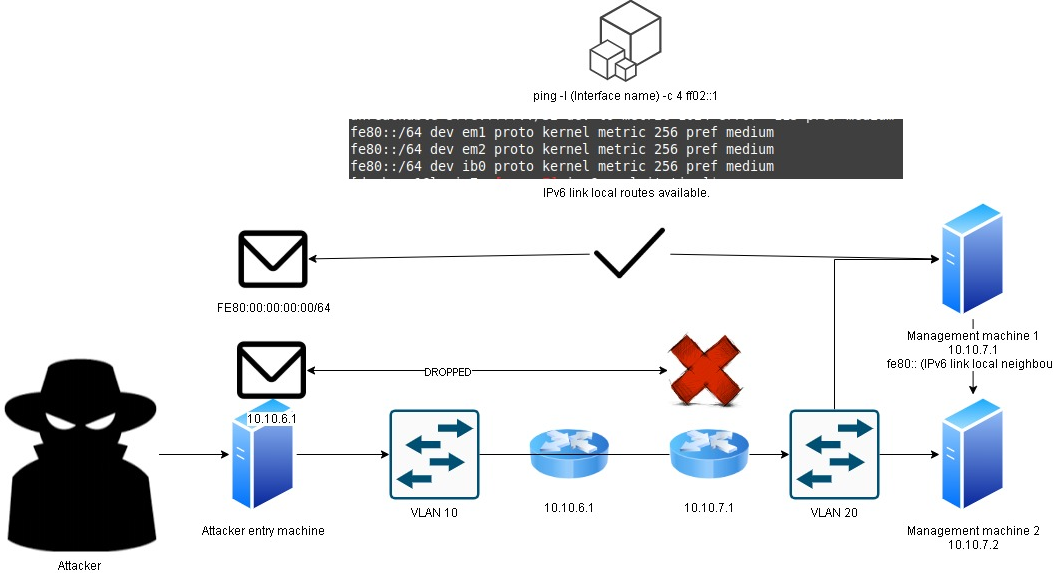 ping -I (Interface name) -c 4 ff02::1
fe80::/64 dev em1 proto kernel metric 256 pref medium
fe80::/64 dev em2 proto kernel metric 256 pref medium
fe80::/64 dev ib0 proto kernel metric 256 pref medium
IPv6 link local routes available.
FE80:00:00:00:00/64
DROPPED
10.10.6.1
Management machine 1
10.10.7.1
fe80:: (IPv6 link local neighbou
Attacker entry machine
VLAN 10
10.10.6.1
10.10.7.1
VLAN 20
Management machine 2
10.10.7.2
Attacker